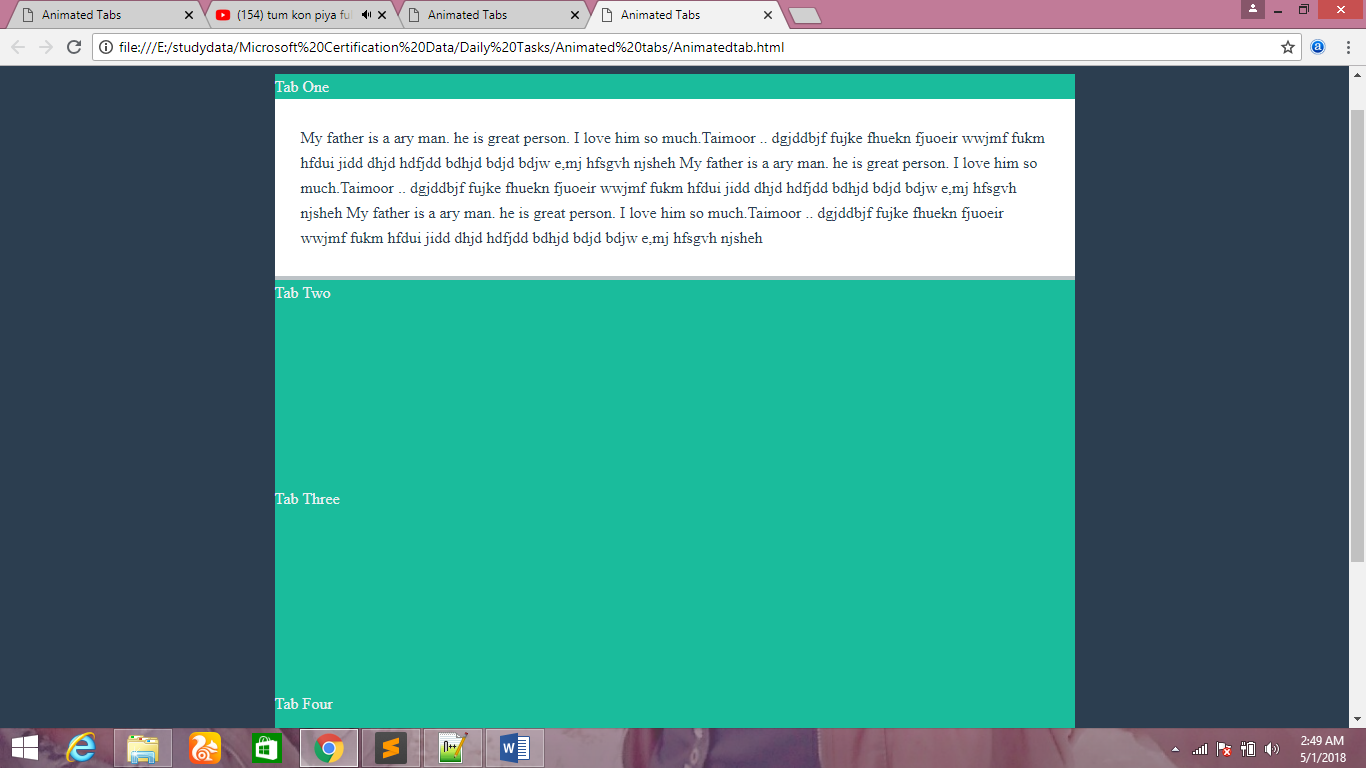 Animated Tabs
(154) tum kon piya ful
Animated Tabs
Animated Tabs
file:///E:/studydata/Microsoft%20Certification%20Data/Daily%20Tasks/Animated%20tabs/Animatedtab.html
Tab One
My father is a ary man. he is great person. I love him so much.Taimoor .. dgjddbjf fujke fhuekn fjuoeir wwjmf fukm
hfdui jidd dhjd hdfjdd bdhjd bdjd bdjw e,mj hfsgvh njsheh My father is a ary man. he is great person. I love him so
much.Taimoor .. dgjddbjf fujke fhuekn fjuoeir wwjmf fukm hfdui jidd dhjd hdfjdd bdhjd bdjd bdjw e,mj hfsgvh
njsheh My father is a ary man. he is great person. I love him so much.Taimoor .. dgjddbjf fujke fhuekn fjuoeir
wwjmf fukm hfdui jidd dhjd hdfjdd bdhjd bdjd bdjw e,mj hfsgvh njsheh
Tab Two
Tab Three
Tab Four
2:49 AM
5/1/2018